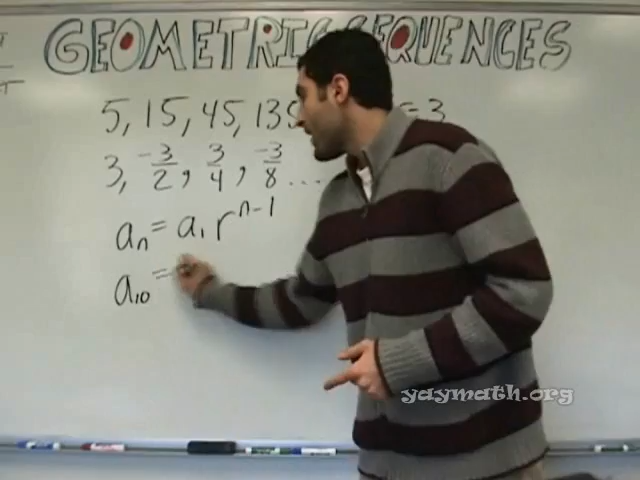 GEOMETRIC SEQUENCES
5, 15, 45, 135 = 3
3, -3/2, 3/4, -3/8 ...
aₙ = a₁ rⁿ⁻¹
a₁₀ =
yaymath.org